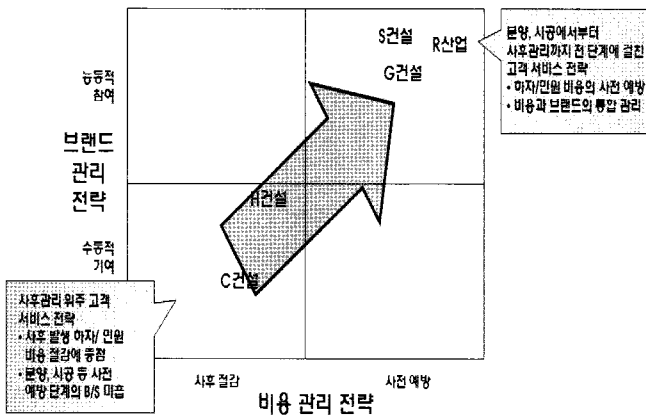 S건설
R산업
G건설
분양, 시공에서부터
사후관리까지 전 단계에 걸친
고객 서비스 전략
• 하자/민원 비용의 사전 예방
• 비용과 브랜드의 통합 관리
능동적
참여
브랜드
관리
전략
수동적
기여
H건설
C건설
사후관리 위주 고객
서비스 전략
• 사후 발생 하자/ 민원
비용 절감에 중점
• 분양, 시공 등 사전
예방 단계의 B/S 미흡
사후 절감
사전 예방
비용 관리 전략